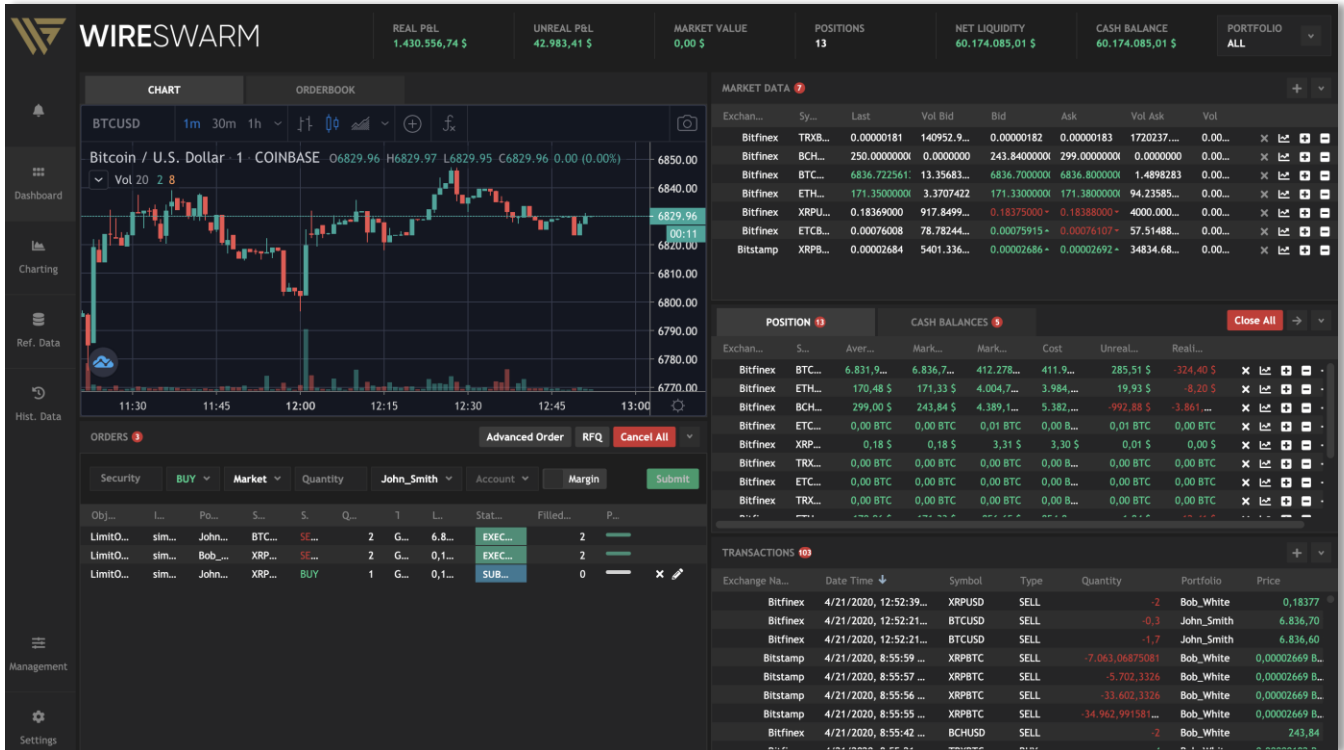 WIRESWARM
REAL P&L
1.430.556,74 $
UNREAL P&L
42.983,41 $
MARKET VALUE
0,00 $
POSITIONS
13
NET LIQUIDITY
60.174.085,01 $
CASH BALANCE
60.174.085,01 $
PORTFOLIO
ALL
Dashboard
Charting
Ref. Data
Hist. Data
Management
Settings
CHART ORDERBOOK
BTCUSD 1m 30m 1h
Bitcoin / U.S. Dollar 1 COINBASE O6829.96 H6829.97 L6829.95 C6829.96 0.00 (0.00%)
Vol 20 2 8
6850.00
6840.00
6829.96
00:11
6820.00
6810.00
6800.00
6790.00
6780.00
6770.00
11:30 11:45 12:00 12:15 12:30 12:45 13:00
ORDERS 3 Advanced Order RFQ Cancel All
Security BUY Market Quantity John_Smith Account Margin Submit
Obj... I... Po... S... S. Q... T L... Stat... Filled... P...
LimitO... sim... John... BTC... SE... 2 G... 6.8... EXEC... 2
LimitO... sim... Bob_... XRP... SE... 2 G... 0,1... EXEC... 2
LimitO... sim... John... XRP... BUY 1 G... 0,1... SUB... 0
MARKET DATA 7
Exchan... Sy... Last Vol Bid Bid Ask Vol Ask Vol
Bitfinex TRXB... 0.00000181 140952.9... 0.00000182 0.00000183 1720237.... 0.00...
Bitfinex BCH... 250.0000000 0.0000000 243.8400000 299.0000000 0.0000000 0.00...
Bitfinex BTC... 6836.722561 13.35683... 6836.700000 6836.800000 1.4898283 0.00...
Bitfinex ETH... 171.3500000 3.3707422 171.3300000 171.3800000 94.23585... 0.00...
Bitfinex XRPU... 0.18369000 917.8499... 0.18375000 0.18388000 4000.000... 0.00...
Bitfinex ETCB... 0.00076008 78.78244... 0.00075915 0.00076107 57.51488... 0.00...
Bitstamp XRPB... 0.00002684 5401.336... 0.00002686 0.00002692 34834.68... 0.00...
POSITION 13 CASH BALANCES 5 Close All
Exchan... S... Aver... Mark... Mark... Cost Unreal... Reali...
Bitfinex BTC... 6.831,9... 6.836,7... 412.278... 411.9... 285,51 $ -324,40 $
Bitfinex ETH... 170,48 $ 171,33 $ 4.004,7... 3.984,... 19,93 $ -8,20 $
Bitfinex BCH... 299,00 $ 243,84 $ 4.389,1... 5.382,... -992,88 $ -3.861,...
Bitfinex ETC... 0,00 BTC 0,00 BTC 0,01 BTC 0,00 B... 0,01 BTC 0,00 BTC
Bitfinex XRP... 0,18 $ 0,18 $ 3,31 $ 3,30 $ 0,01 $ 0,00 $
Bitfinex TRX... 0,00 BTC 0,00 BTC 0,00 BTC 0,00 B... 0,00 BTC 0,00 BTC
Bitfinex ETC... 0,00 BTC 0,00 BTC 0,00 BTC 0,00 B... 0,00 BTC 0,00 BTC
Bitfinex TRX... 0,00 BTC 0,00 BTC 0,00 BTC 0,00 B... 0,00 BTC 0,00 BTC
TRANSACTIONS 103
Exchange Na... Date Time Symbol Type Quantity Portfolio Price
Bitfinex 4/21/2020, 12:52:39... XRPUSD SELL -2 Bob_White 0,18377
Bitfinex 4/21/2020, 12:52:21... BTCUSD SELL -0,3 John_Smith 6.836,70
Bitfinex 4/21/2020, 12:52:21... BTCUSD SELL -1,7 John_Smith 6.836,60
Bitstamp 4/21/2020, 8:55:59 ... XRPBTC SELL -7.063,06875081 Bob_White 0,00002669 B...
Bitstamp 4/21/2020, 8:55:57 ... XRPBTC SELL -5.702,3326 Bob_White 0,00002669 B...
Bitstamp 4/21/2020, 8:55:56 ... XRPBTC SELL -33.602,3326 Bob_White 0,00002669 B...
Bitstamp 4/21/2020, 8:55:55 ... XRPBTC SELL -34.962,991581... Bob_White 0,00002669 B...
Bitfinex 4/21/2020, 8:55:42 ... BCHUSD SELL -2 Bob_White 243,84